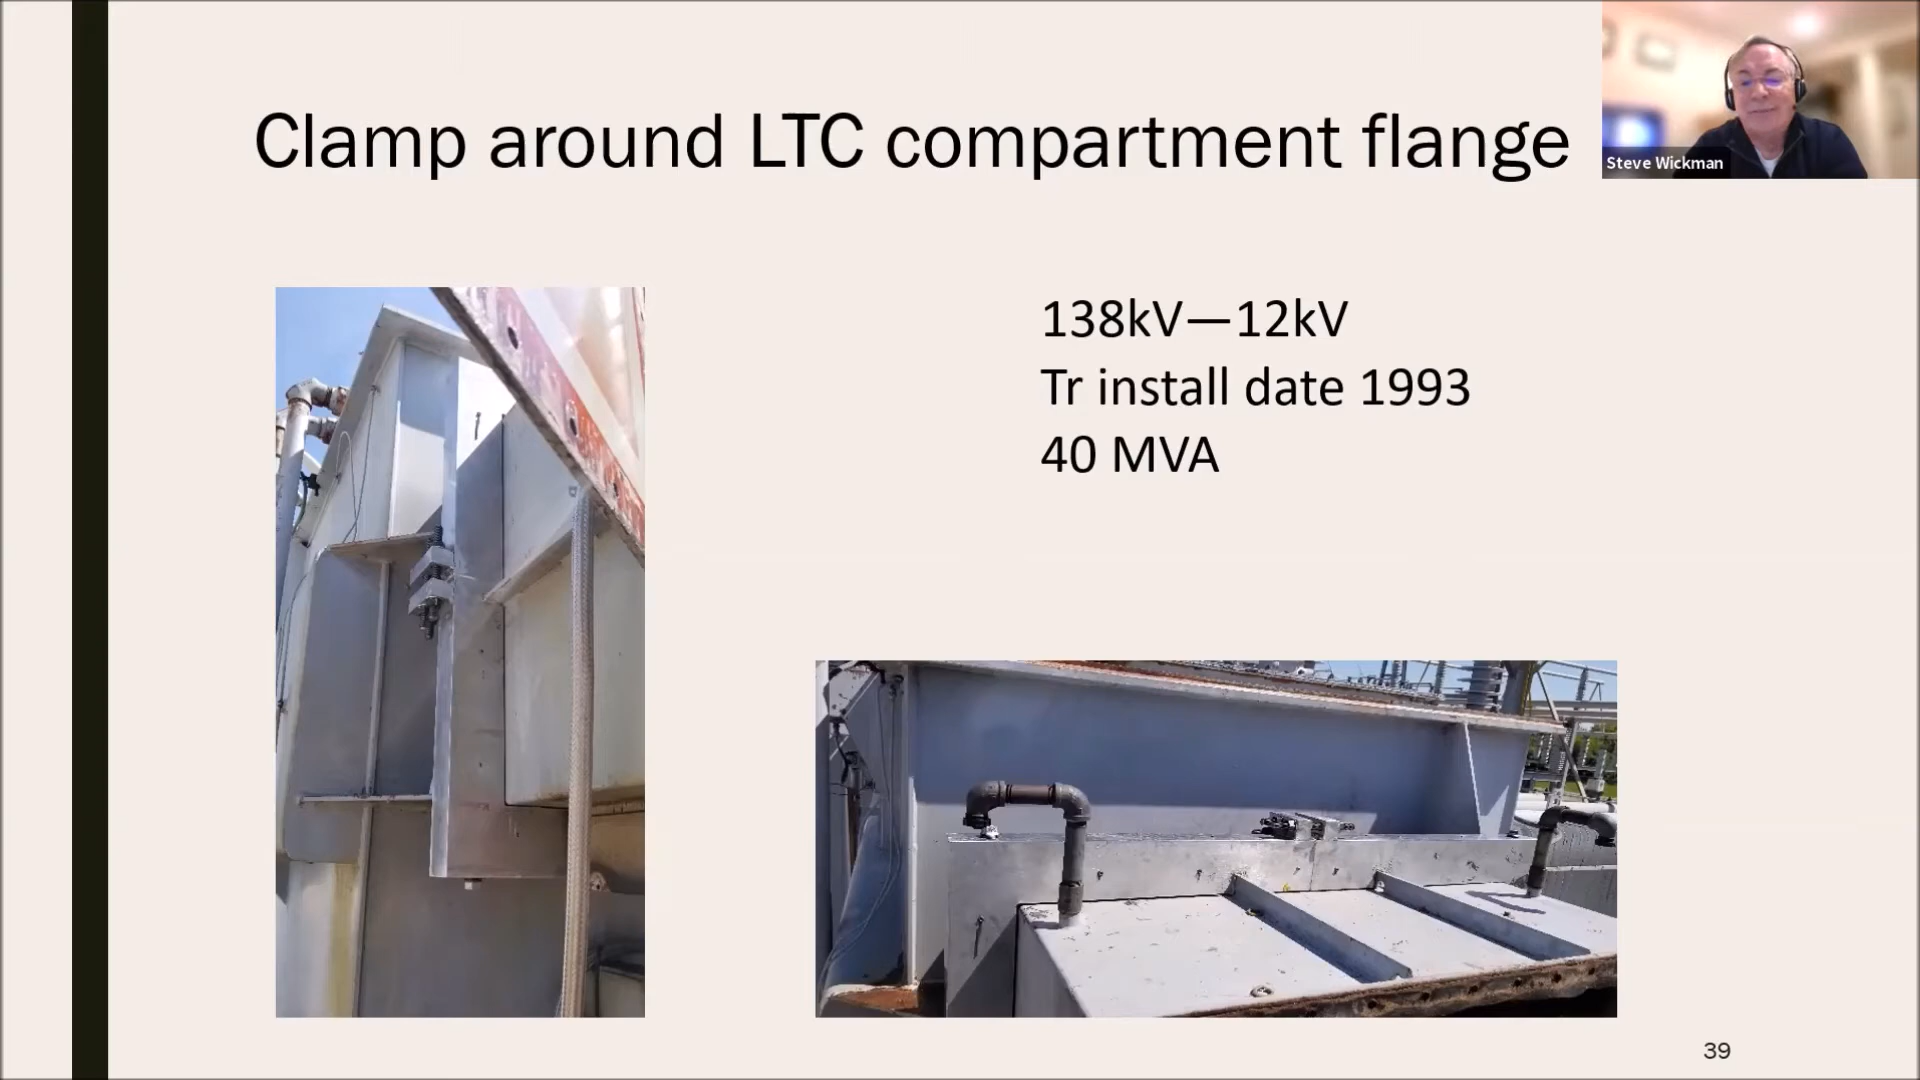 Clamp around LTC compartment flange
Steve Wickman
138kV—12kV
Tr install date 1993
40 MVA
39